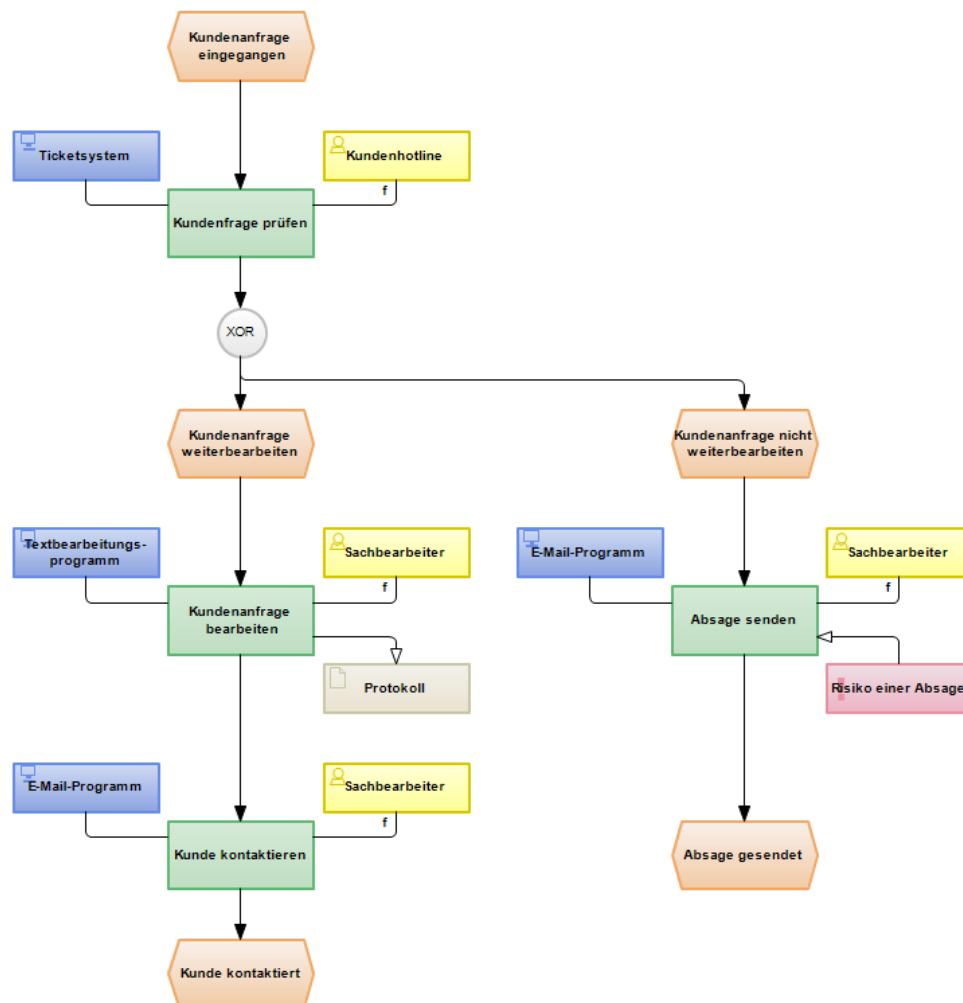 Kundenanfrage
eingegangen
Ticketsystem
Kundenhotline
f
Kundenfrage prüfen
XOR
Kundenanfrage
weiterbearbeiten
Kundenanfrage nicht
weiterbearbeiten
Textbearbeitungs-
programm
Sachbearbeiter
f
E-Mail-Programm
Sachbearbeiter
f
Kundenanfrage
bearbeiten
Absage senden
Protokoll
Risiko einer Absage
E-Mail-Programm
Sachbearbeiter
f
Kunde kontaktieren
Absage gesendet
Kunde kontaktiert